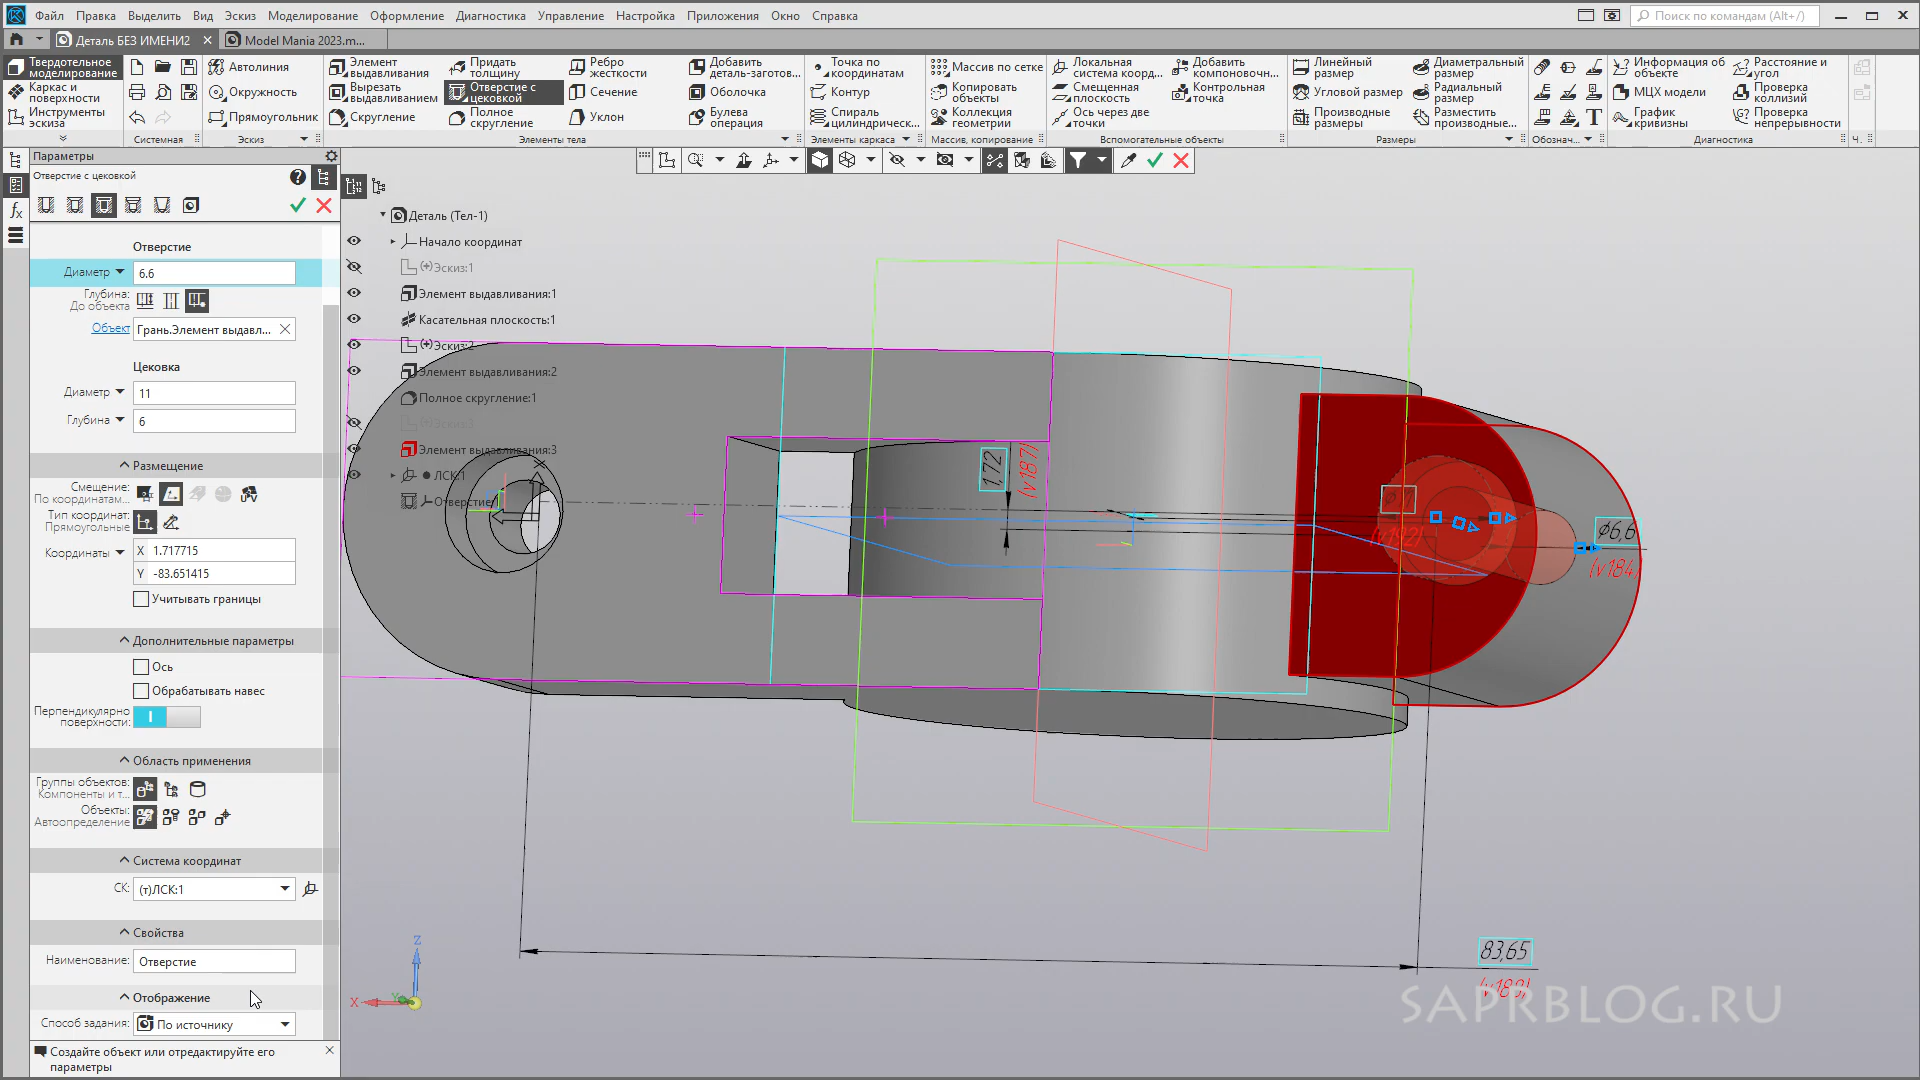 Файл Правка Выделить Вид Эскиз Моделирование Оформление Диагностика Управление Настройка Приложения Окно Справка
Поиск по командам (Alt+/)
Деталь БЕЗ ИМЕНИ2
Model Mania 2023.m...
Твердотельное моделирование
Каркас и поверхности
Инструменты эскиза
Системная
Автолиния
Окружность
Прямоугольник
Эскиз
Элемент выдавливания
Вырезать выдавливанием
Скругление
Придать толщину
Отверстие с цековкой
Полное скругление
Ребро жесткости
Сечение
Уклон
Добавить деталь-заготов...
Оболочка
Булева операция
Элементы тела
Точка по координатам
Контур
Спираль цилиндрическ...
Элементы каркаса
Массив по сетке
Копировать объекты
Коллекция геометрии
Массив, копирование
Локальная система коорд...
Смещенная плоскость
Ось через две точки
Добавить компоновочн...
Контрольная точка
Вспомогательные объекты
Линейный размер
Угловой размер
Производные размеры
Диаметральный размер
Радиальный размер
Разместить производные...
Размеры
Обознач...
Информация об объекте
МЦХ модели
График кривизны
Расстояние и угол
Проверка коллизий
Проверка непрерывности
Диагностика
Ч...
Параметры
Отверстие с цековкой
Отверстие
Диаметр 6.6
Глубина:
До объекта
Объект Грань.Элемент выдавл...
Цековка
Диаметр 11
Глубина 6
Размещение
Смещение:
По координатам...
Тип координат:
Прямоугольные
Координаты X 1.717715
Y -83.651415
Учитывать границы
Дополнительные параметры
Ось
Обрабатывать навес
Перпендикулярно
поверхности:
Область применения
Группы объектов:
Компоненты и т...
Объекты:
Автоопределение
Система координат
СК: (т)ЛСК:1
Свойства
Наименование: Отверстие
Отображение
Способ задания: По источнику
Создайте объект или отредактируйте его
параметры
Деталь (Тел-1)
Начало координат
(+)Эскиз:1
Элемент выдавливания:1
Касательная плоскость:1
(+)Эскиз:2
Элемент выдавливания:2
Полное скругление:1
Элемент выдавливания:3
ЛСК:1
Отверстие
1,72
(v187)
(v182)
⌀6,6
(v184)
83,65
X
Y
Z
SAPRBLOG.RU